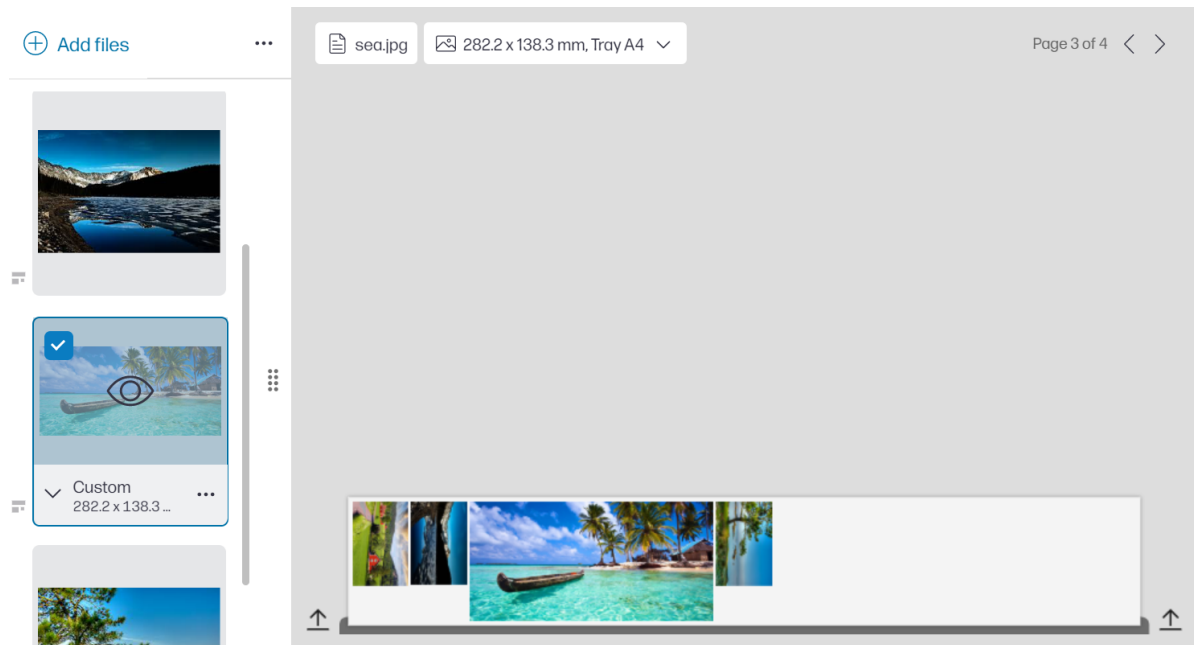 Add files
sea.jpg
282.2 x 138.3 mm, Tray A4
Page 3 of 4
Custom
282.2 x 138.3 ...